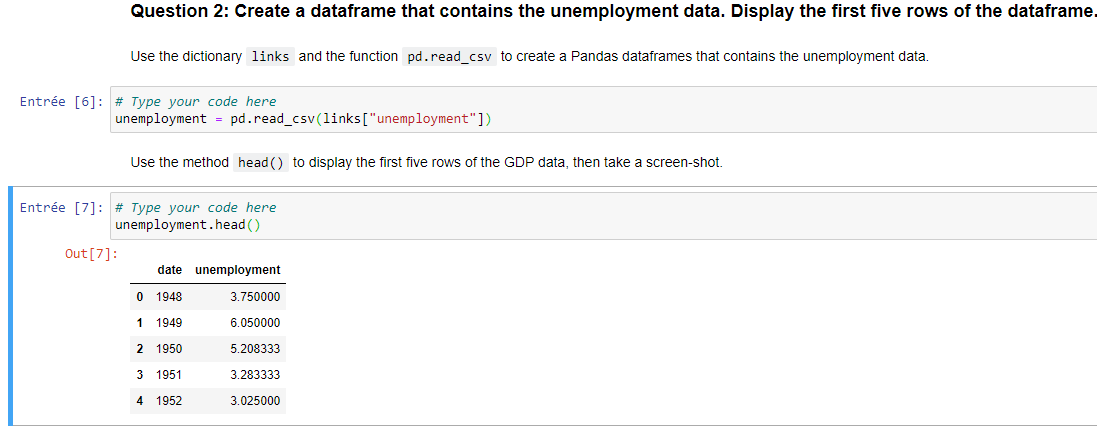 Question 2: Create a dataframe that contains the unemployment data. Display the first five rows of the dataframe.
Use the dictionary links and the function pd.read_csv to create a Pandas dataframes that contains the unemployment data.
Entrée [6]: # Type your code here
unemployment = pd.read_csv(links["unemployment"])
Use the method head() to display the first five rows of the GDP data, then take a screen-shot.
Entrée [7]: # Type your code here
unemployment.head()
Out[7]:
date unemployment
0 1948 3.750000
1 1949 6.050000
2 1950 5.208333
3 1951 3.283333
4 1952 3.025000